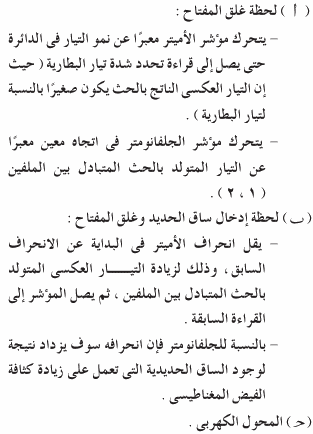 ( أ ) لحظة غلق المفتاح :
– يتحرك مؤشر الأميتر معبرًا عن نمو التيار فى الدائرة
حتى يصل إلى قراءة تحدد شدة تيار البطارية ( حيث
إن التيار العكسى الناتج بالحث يكون صغيرًا بالنسبة
لتيار البطارية ) .
– يتحرك مؤشر الجلفانومتر فى اتجاه معين معبرًا
عن التيار المتولد بالحث المتبادل بين الملفين
( ١ ، ٢ ) .
(ب) لحظة إدخال ساق الحديد وغلق المفتاح :
– يقل انحراف الأميتر فى البداية عن الانحراف
السابق، وذلك لزيادة التيـــــار العكسى المتولد
بالحث المتبادل بين الملفين ، ثم يصل المؤشر إلى
القراءة السابقة .
– بالنسبة للجلفانومتر فإن انحرافه سوف يزداد نتيجة
لوجود الساق الحديدية التى تعمل على زيادة كثافة
الفيض المغناطيسى .
(جـ) المحول الكهربى .